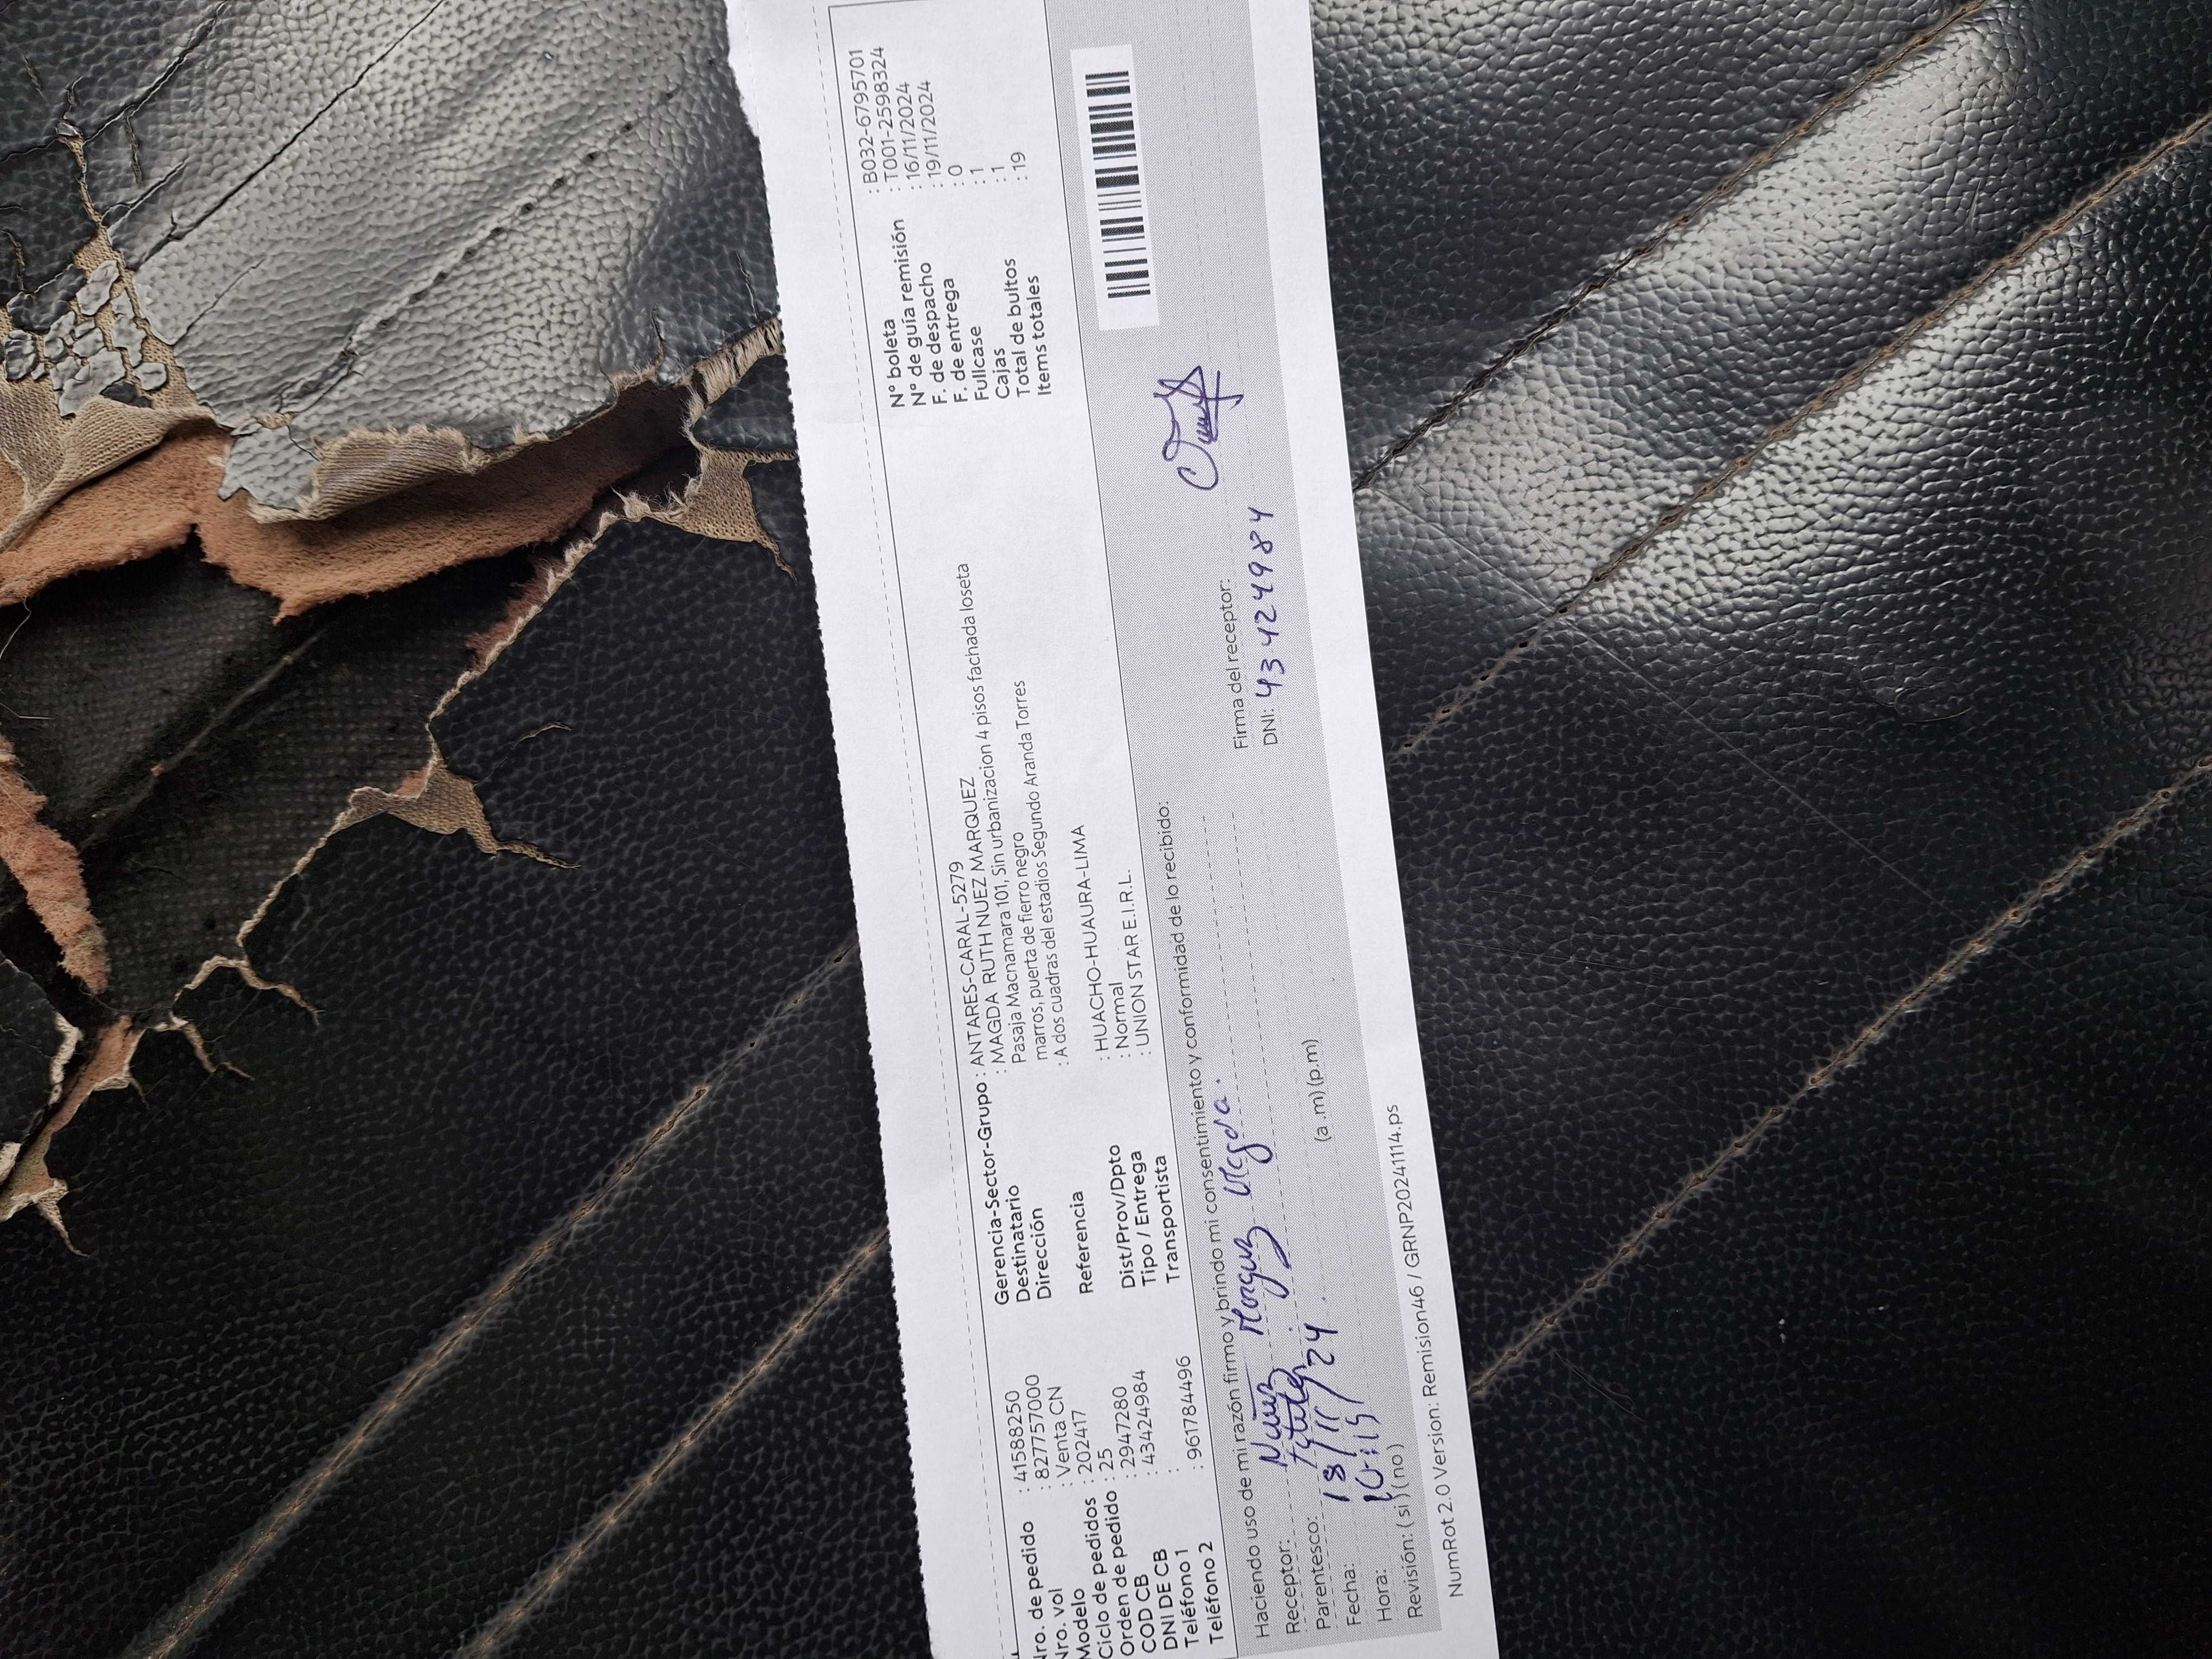 Nro. de pedido : 41588250
Nro. vol : 827757000
Modelo : Venta CN
Ciclo de pedidos : 202417
Orden de pedido : 25
COD CB : 2947280
DNI DE CB : 43424984
Teléfono 1 :
Teléfono 2 : 961784496
Gerencia-Sector-Grupo : ANTARES-CARAL-5279
Destinatario : MAGDA RUTH NUEZ MARQUEZ
Dirección Pasaja Macnamara 101, Sin urbanizacion 4 pisos fachada loseta
marros, puerta de fierro negro
Referencia : A dos cuadras del estadios Segundo Aranda Torres
Dist/Prov/Dpto : HUACHO-HUAURA-LIMA
Tipo / Entrega : Normal
Transportista : UNION STAR E.I.R.L.
Nº boleta : B032-6795701
Nº de guía remisión : T001-2598324
F. de despacho : 16/11/2024
F. de entrega : 19/11/2024
Fullcase : 0
Cajas : 1
Total de bultos : 1
Items totales : 19
Haciendo uso de mi razón firmo y brindo mi consentimiento y conformidad de lo recibido:
Receptor: Nuñez Marquez Magda.
Parentesco: titular
Fecha: 18/11/24
Hora: (a .m) (p.m)
Revisión: ( si ) ( no )
Firma del receptor:
DNI: 43424984
NumRot 2.0 Version: Remision46 / GRNP20241114.ps